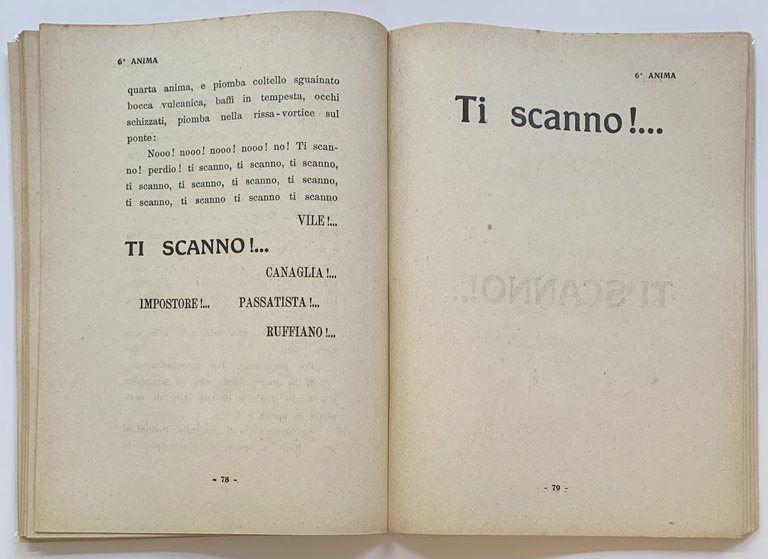 6ª ANIMA
quarta anima, e piomba coltello sguainato
bocca vulcanica, baffi in tempesta, occhi
schizzati, piomba nella rissa-vortice sul
ponte:
Nooo! nooo! nooo! nooo! no! Ti scan-
no! perdio! ti scanno, ti scanno, ti scanno,
ti scanno, ti scanno, ti scanno, ti scanno,
ti scanno, ti scanno ti scanno ti scanno
VILE!...
TI SCANNO!...
CANAGLIA!...
IMPOSTORE!... PASSATISTA!...
RUFFIANO!...
- 78 -
6ª ANIMA
Ti scanno!...
TI SCANNO!...
- 79 -